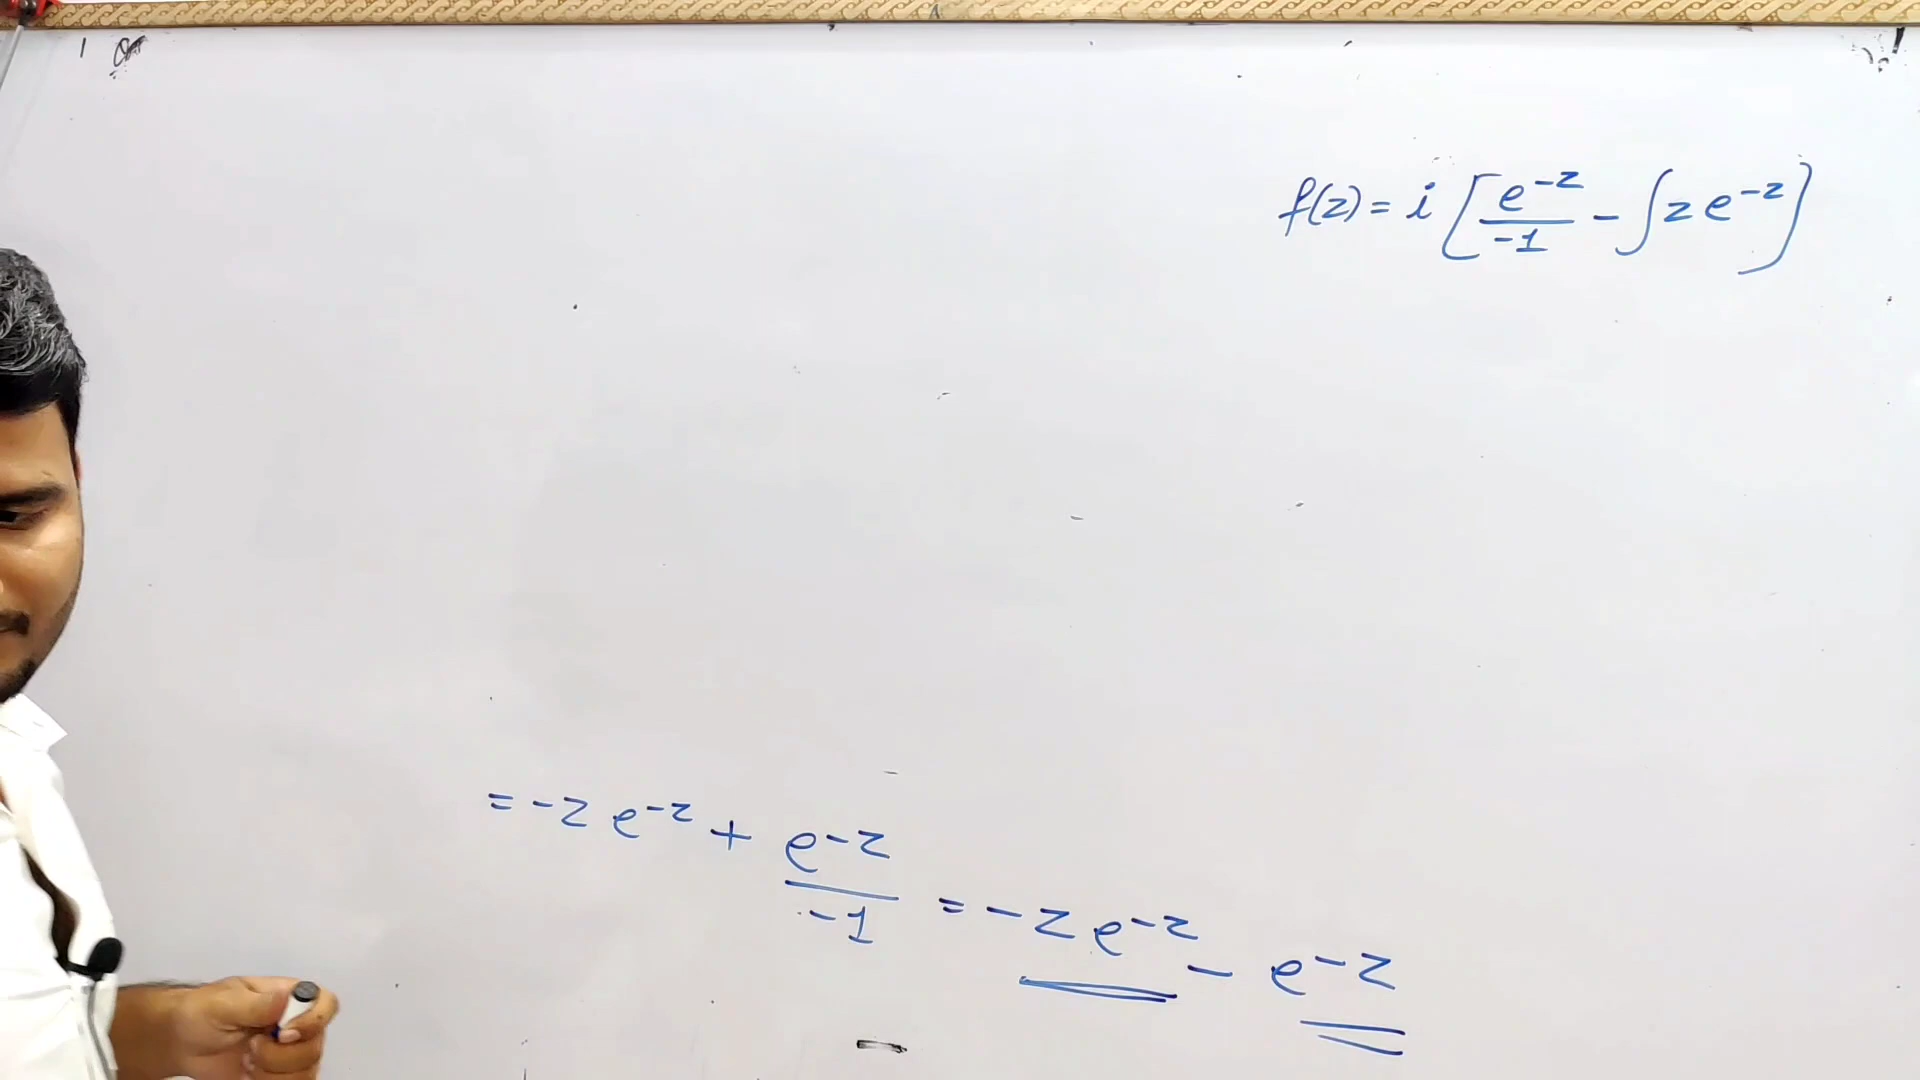 f(z) = i [e^{-z}/-1 - ∫z e^{-z}]
= -z e^{-z} + e^{-z}/-1 = -z e^{-z} - e^{-z}